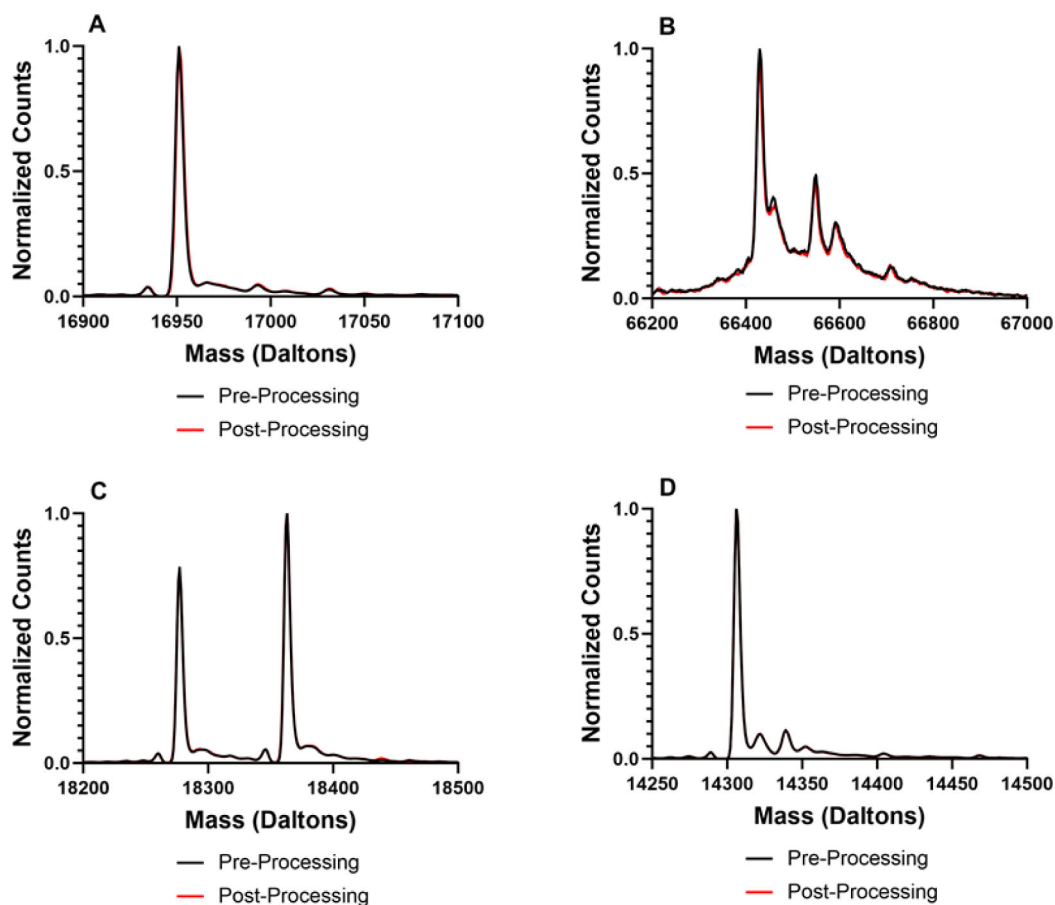 A
Normalized Counts
1.0
0.5
0.0
16900 16950 17000 17050 17100
Mass (Daltons)
Pre-Processing
Post-Processing
B
Normalized Counts
1.0
0.5
0.0
66200 66400 66600 66800 67000
Mass (Daltons)
Pre-Processing
Post-Processing
C
Normalized Counts
1.0
0.5
0.0
18200 18300 18400 18500
Mass (Daltons)
Pre-Processing
Post-Processing
D
Normalized Counts
1.0
0.5
0.0
14250 14300 14350 14400 14450 14500
Mass (Daltons)
Pre-Processing
Post-Processing